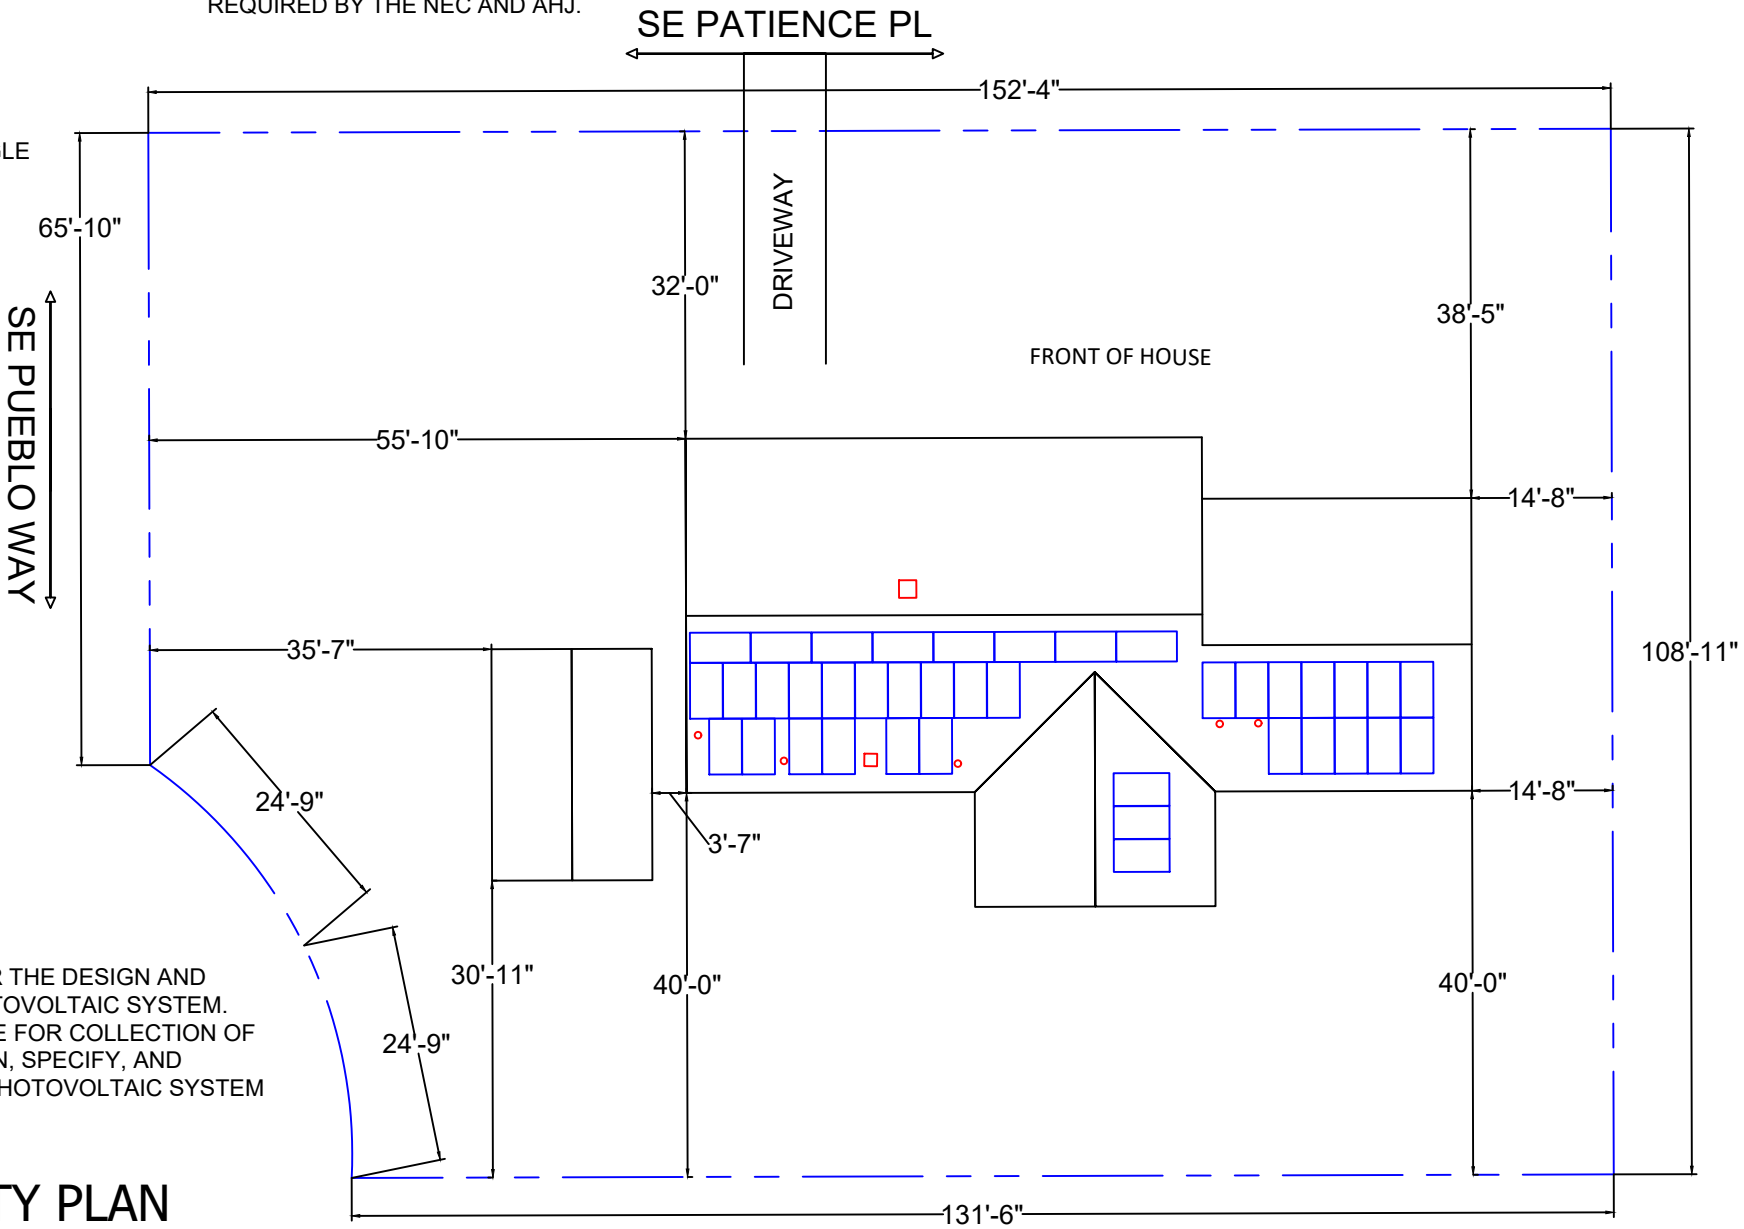 REQUIRED BY THE NEC AND AHJ.
SE PATIENCE PL
152'-4"
GLE
65'-10"
DRIVEWAY
32'-0"
38'-5"
SE PUEBLO WAY
FRONT OF HOUSE
55'-10"
14'-8"
35'-7"
108'-11"
24'-9"
14'-8"
3'-7"
R THE DESIGN AND
TOVOLTAIC SYSTEM.
E FOR COLLECTION OF
N, SPECIFY, AND
PHOTOVOLTAIC SYSTEM
30'-11"
40'-0"
40'-0"
24'-9"
TY PLAN
131'-6"